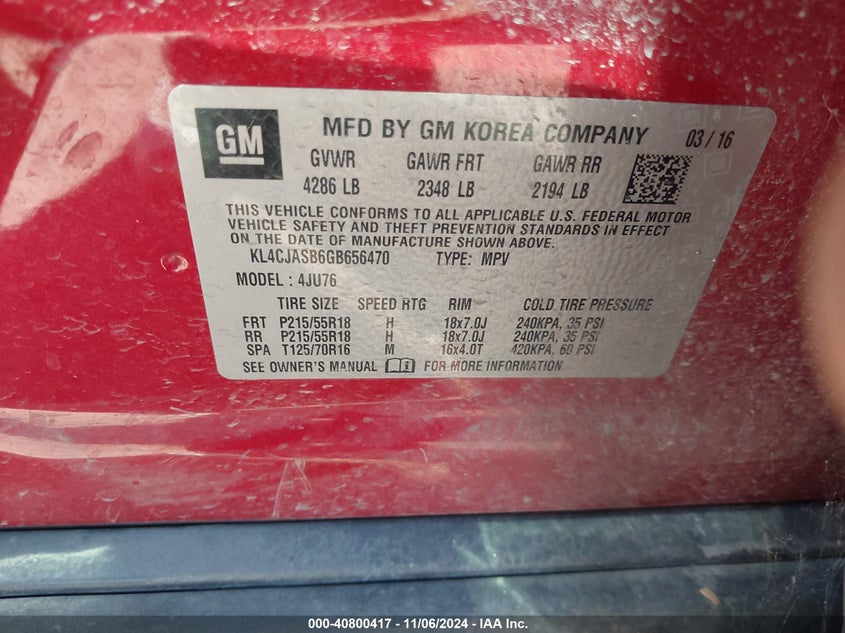 GM MFD BY GM KOREA COMPANY 03/16
GVWR GAWR FRT GAWR RR
4286 LB 2348 LB 2194 LB
THIS VEHICLE CONFORMS TO ALL APPLICABLE U.S. FEDERAL MOTOR
VEHICLE SAFETY AND THEFT PREVENTION STANDARDS IN EFFECT
ON THE DATE OF MANUFACTURE SHOWN ABOVE.
KL4CJASB6GB656470 TYPE: MPV
MODEL : 4JU76
TIRE SIZE SPEED RTG RIM COLD TIRE PRESSURE
FRT P215/55R18 H 18x7.0J 240KPA, 35 PSI
RR P215/55R18 H 18x7.0J 240KPA, 35 PSI
SPA T125/70R16 M 16x4.0T 420KPA, 60 PSI
SEE OWNER'S MANUAL FOR MORE INFORMATION
000-40800417 - 11/06/2024 - IAA Inc.